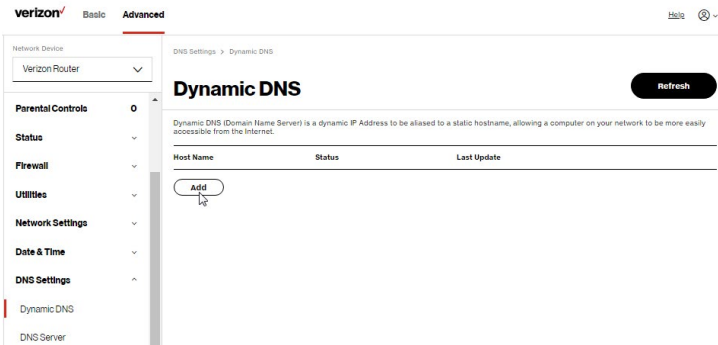 verizon✓ Basic Advanced Help
Network Device
Verizon Router
Parental Controls 0
Status
Firewall
Utilities
Network Settings
Date & Time
DNS Settings
Dynamic DNS
DNS Server
DNS Settings > Dynamic DNS
Dynamic DNS
Refresh
Dynamic DNS (Domain Name Server) is a dynamic IP Address to be aliased to a static hostname, allowing a computer on your network to be more easily
accessible from the Internet.
Host Name Status Last Update
Add